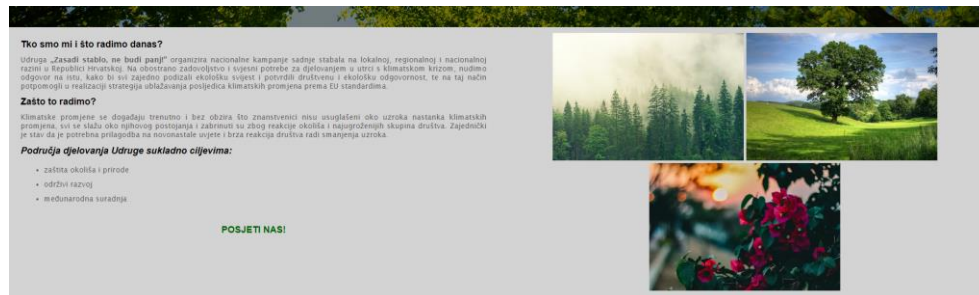 Tko smo mi i što radimo danas?
Udruga „Zasadi stablo, ne budi panj!" organizira nacionalne kampanje sadnje stabala na lokalnoj, regionalnoj i nacionalnoj
razini u Republici Hrvatskoj. Na obostrano zadovoljstvo i svjesni potrebe za djelovanjem u utrci s klimatskom krizom, nudimo
odgovor na istu, kako bi svi zajedno podizali ekološku svijest i potvrdili društvenu i ekološku odgovornost, te na taj način
potpomogli u realizaciji strategija ublažavanja posljedica klimatskih promjena prema EU standardima.
Zašto to radimo?
Klimatske promjene se događaju trenutno i bez obzira što znanstvenici nisu usuglašeni oko uzroka nastanka klimatskih
promjena, svi se slažu oko njihovog postojanja i zabrinuti su zbog reakcije okoliša i najugroženijih skupina društva. Zajednički
je stav da je potrebna prilagodba na novonastale uvjete i brza reakcija društva radi smanjenja uzroka.
Područja djelovanja Udruge sukladno ciljevima:
• zaštita okoliša i prirode
• održivi razvoj
• međunarodna suradnja
POSJETI NAS!